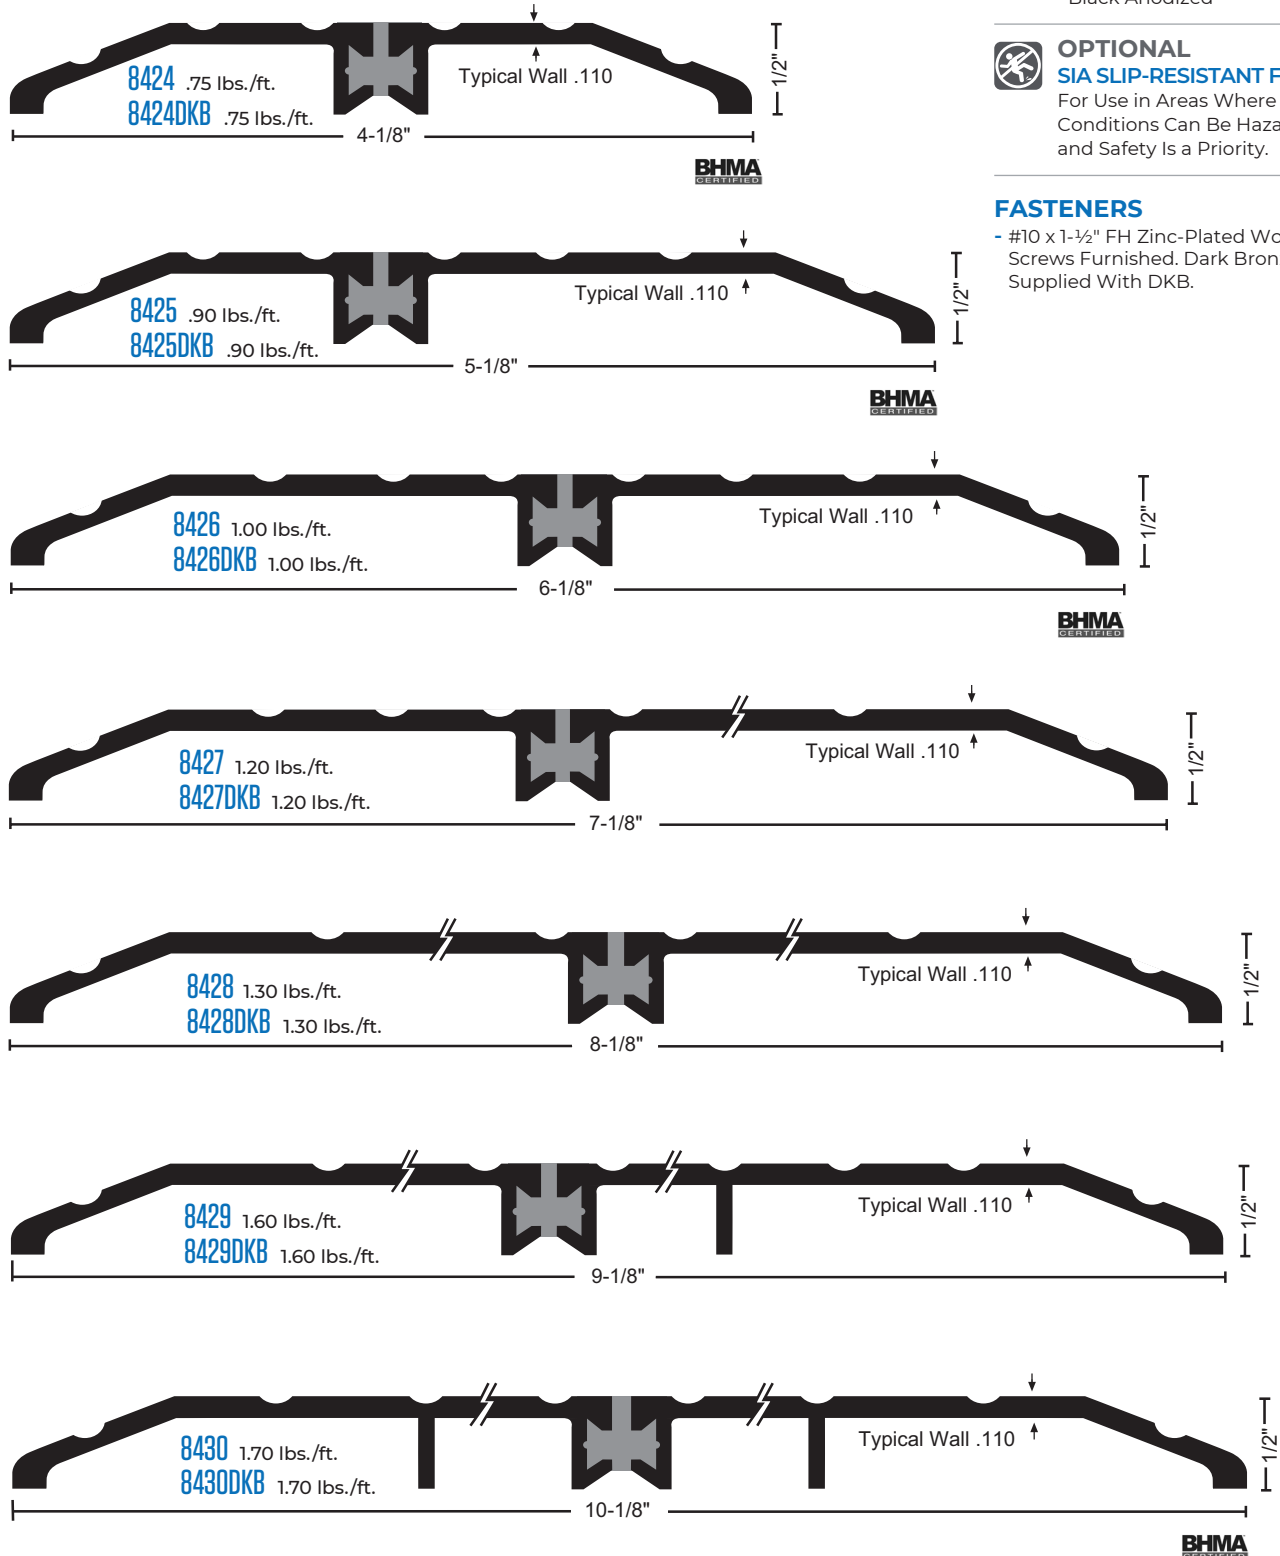 Black Anodized
OPTIONAL
SIA SLIP-RESISTANT
For Use in Areas Where
Conditions Can Be
and Safety Is a Priority.
FASTENERS
- #10 x 1-½" FH Zinc-Plated
Screws Furnished. Dark
Supplied With DKB.
8424 .75 lbs./ft.
8424DKB .75 lbs./ft.
Typical Wall .110
1/2"
4-1/8"
BHMA
CERTIFIED
8425 .90 lbs./ft.
8425DKB .90 lbs./ft.
Typical Wall .110
1/2"
5-1/8"
BHMA
CERTIFIED
8426 1.00 lbs./ft.
8426DKB 1.00 lbs./ft.
Typical Wall .110
1/2"
6-1/8"
BHMA
CERTIFIED
8427 1.20 lbs./ft.
8427DKB 1.20 lbs./ft.
Typical Wall .110
1/2"
7-1/8"
8428 1.30 lbs./ft.
8428DKB 1.30 lbs./ft.
Typical Wall .110
1/2"
8-1/8"
8429 1.60 lbs./ft.
8429DKB 1.60 lbs./ft.
Typical Wall .110
1/2"
9-1/8"
8430 1.70 lbs./ft.
8430DKB 1.70 lbs./ft.
Typical Wall .110
1/2"
10-1/8"
BHMA
CERTIFIED